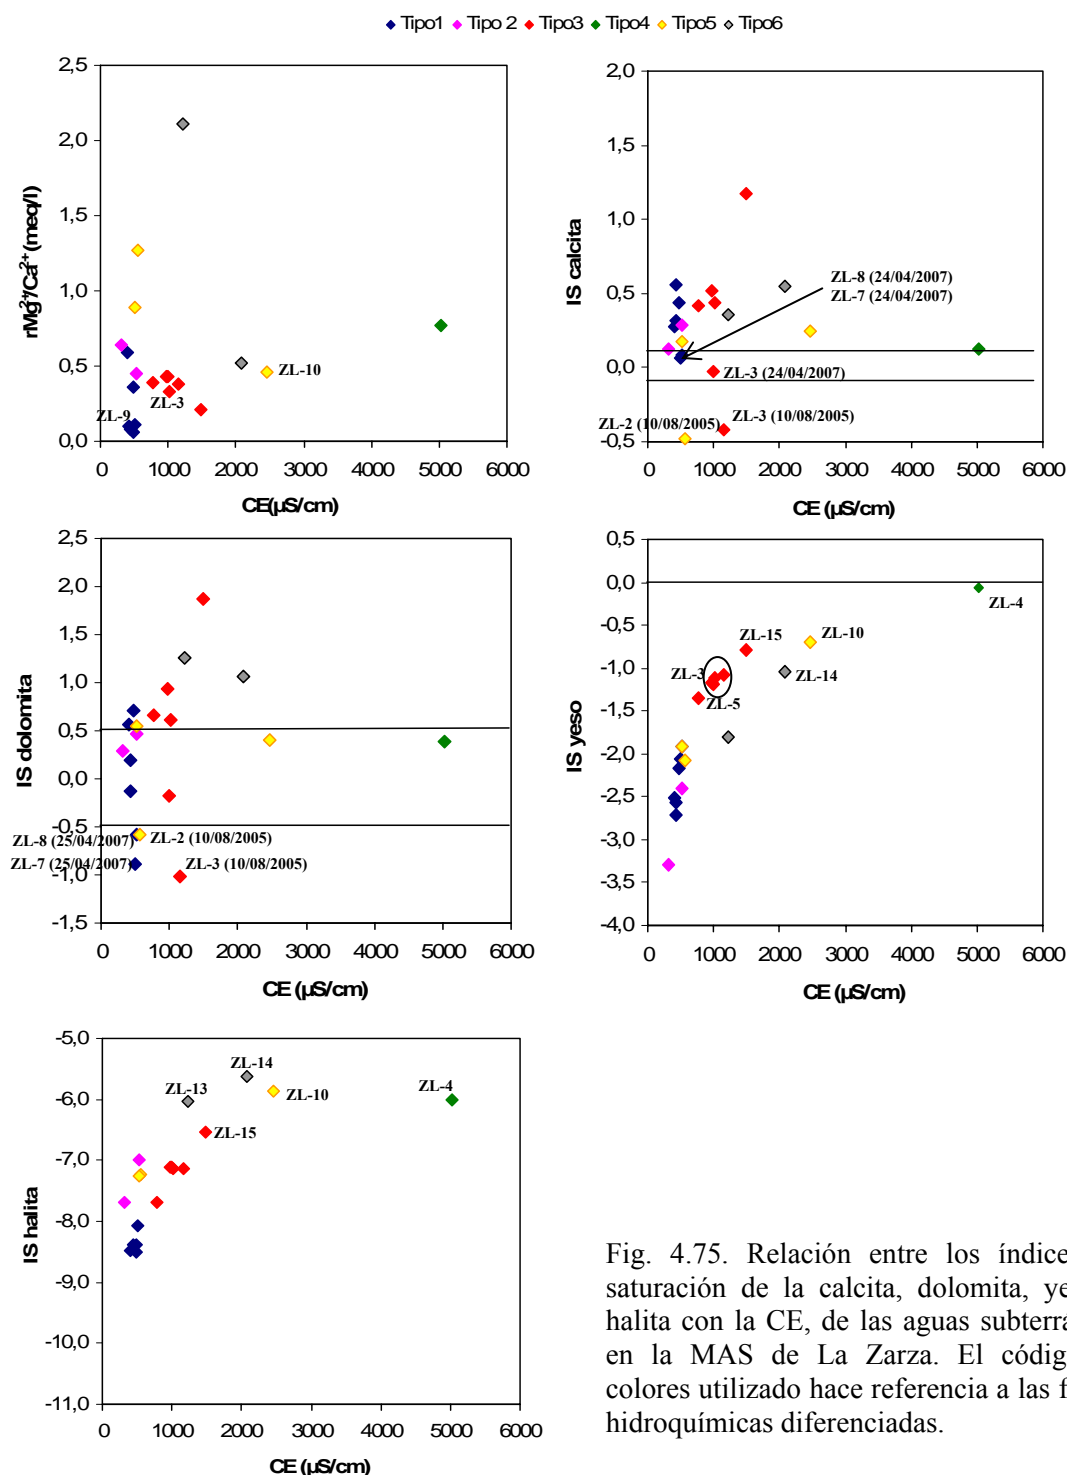 Tipo1 Tipo 2 Tipo3 Tipo4 Tipo5 Tipo6
2,5
2,0
1,5
1,0
0,5
0,0
rMg2+/Ca2+ (meq/l)
ZL-10
ZL-3
ZL-9
0 1000 2000 3000 4000 5000 6000
CE(µS/cm)
2,0
1,0
0,5
0,0
-0,5
IS calcita
ZL-8 (24/04/2007)
ZL-7 (24/04/2007)
ZL-3 (24/04/2007)
ZL-3 (10/08/2005)
ZL-2 (10/08/2005)
0 1000 2000 3000 4000 5000 6000
CE (µS/cm)
2,5
2,0
1,5
1,0
0,5
0,0
-0,5
-1,0
-1,5
IS dolomita
ZL-8 (25/04/2007)
ZL-2 (10/08/2005)
ZL-7 (25/04/2007)
ZL-3 (10/08/2005)
0 1000 2000 3000 4000 5000 6000
CE (µS/cm)
0,5
0,0
-0,5
-1,0
-1,5
-2,0
-2,5
-3,0
-3,5
-4,0
IS yeso
ZL-4
ZL-15
ZL-10
ZL-3
ZL-14
ZL-5
0 1000 2000 3000 4000 5000 6000
CE (µS/cm)
-5,0
-6,0
-7,0
-8,0
-9,0
-10,0
-11,0
IS halita
ZL-14
ZL-13
ZL-10
ZL-4
ZL-15
0 1000 2000 3000 4000 5000 6000
CE (µS/cm)
Fig. 4.75. Relación entre los índice
saturación de la calcita, dolomita, ye
halita con la CE, de las aguas subterrá
en la MAS de La Zarza. El códig
colores utilizado hace referencia a las f
hidroquímicas diferenciadas.